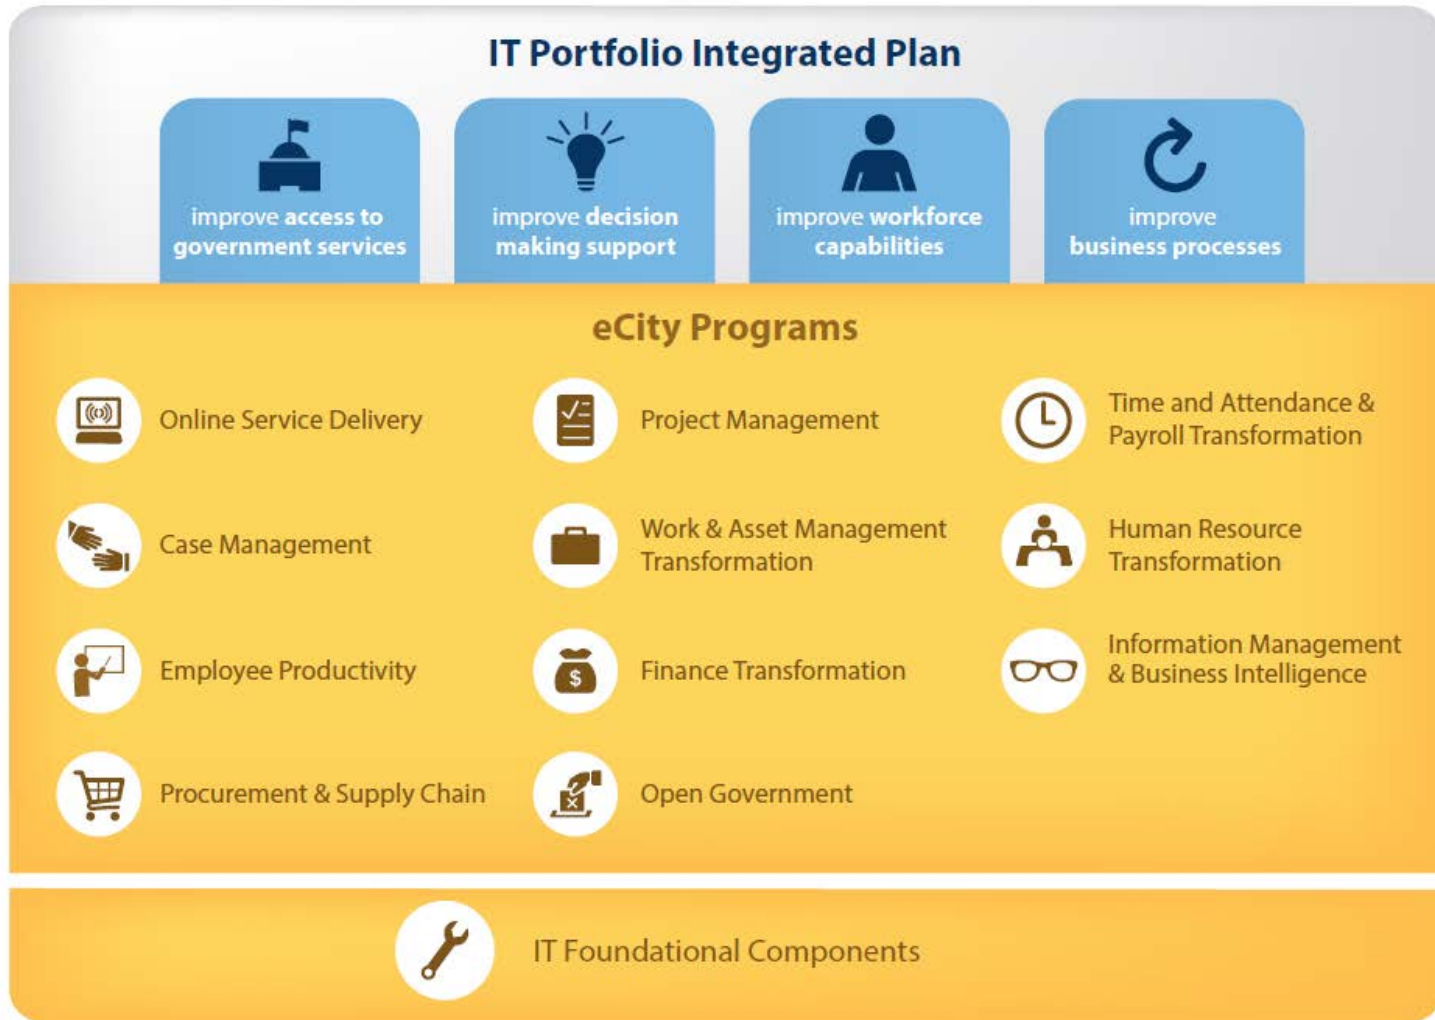 IT Portfolio Integrated Plan
improve access to
government services
improve decision
making support
improve workforce
capabilities
improve
business processes
eCity Programs
Online Service Delivery
Case Management
Employee Productivity
Procurement & Supply Chain
Project Management
Work & Asset Management
Transformation
Finance Transformation
$
Open Government
Time and Attendance &
Payroll Transformation
Human Resource
Transformation
Information Management
& Business Intelligence
IT Foundational Components